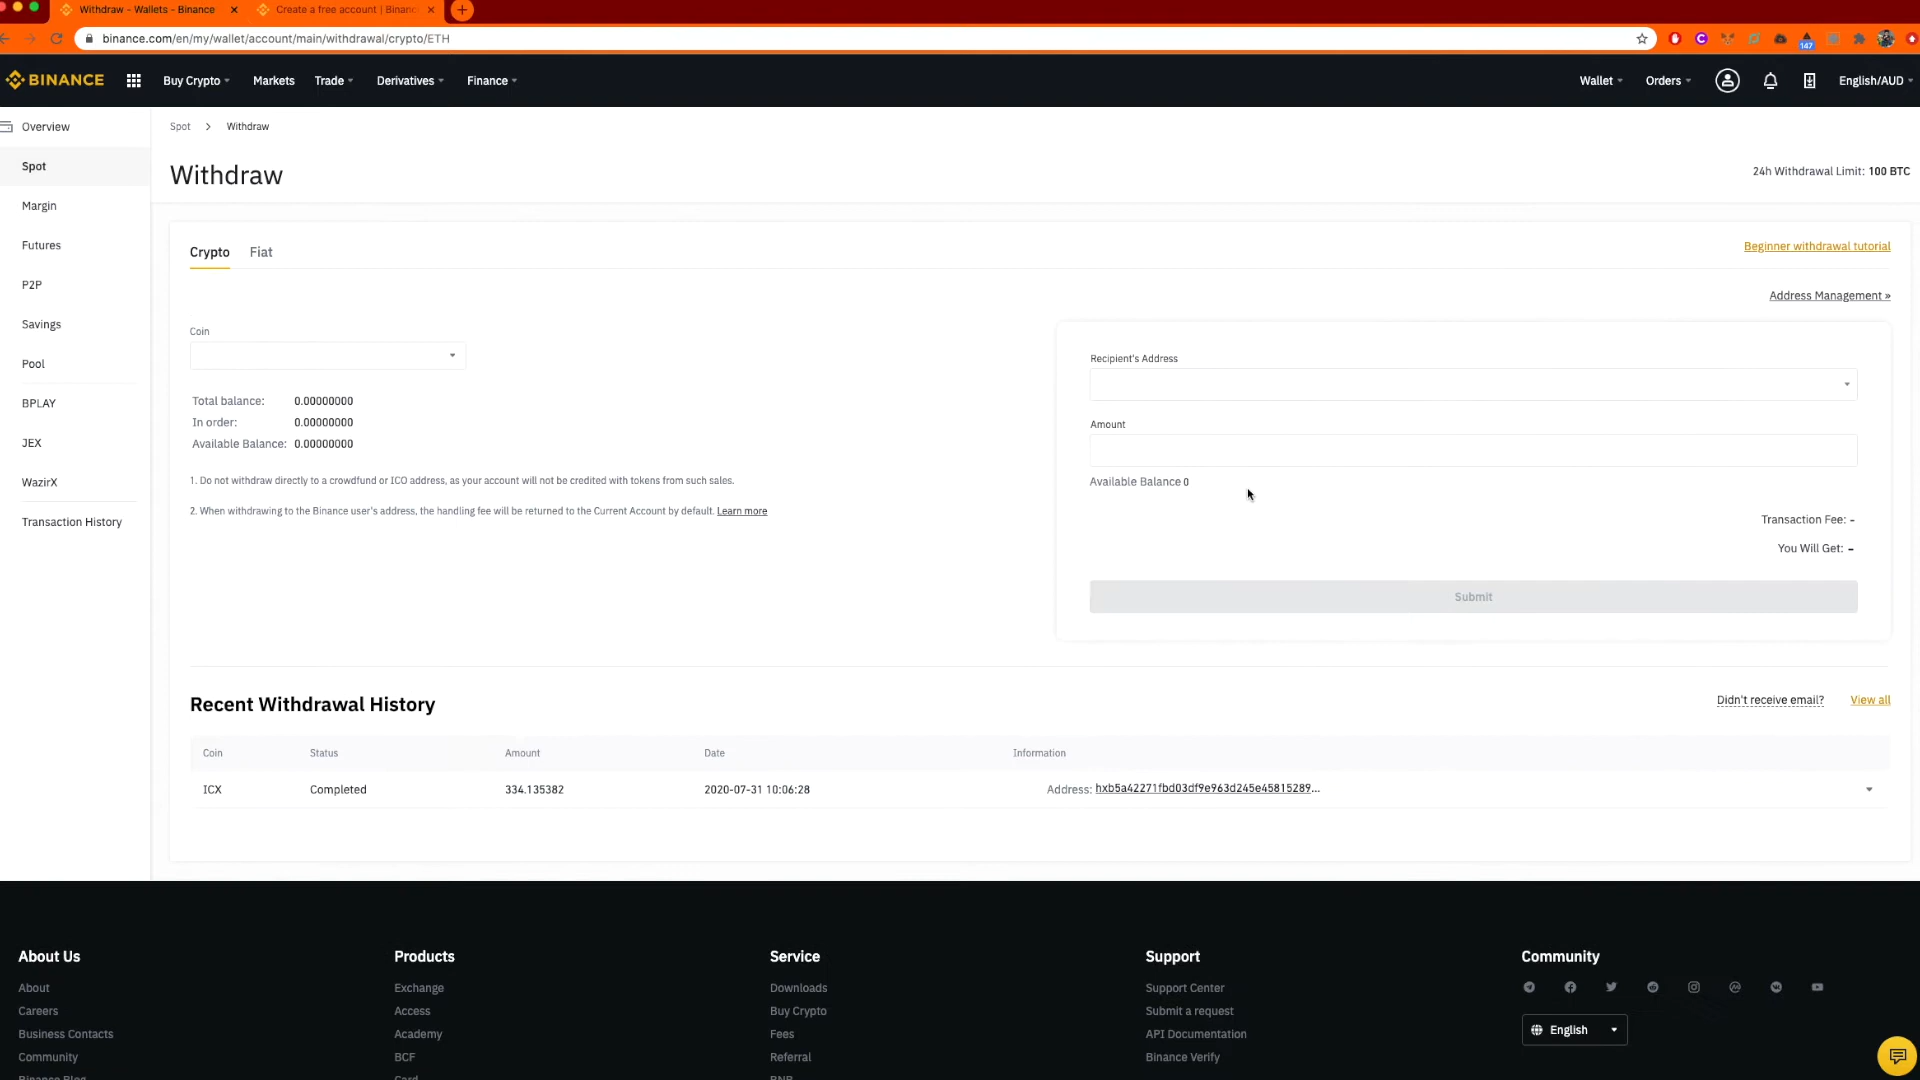 Withdraw - Wallets - Binance
Create a free account | Binanc
binance.com/en/my/wallet/account/main/withdrawal/crypto/ETH
147
BINANCE Buy Crypto Markets Trade Derivatives Finance Wallet Orders English/AUD
Overview
Spot
Margin
Futures
P2P
Savings
Pool
BPLAY
JEX
WazirX
Transaction History
Spot > Withdraw
Withdraw
24h Withdrawal Limit: 100 BTC
Crypto Fiat
Beginner withdrawal tutorial
Address Management »
Coin
Total balance: 0.00000000
In order: 0.00000000
Available Balance: 0.00000000
1. Do not withdraw directly to a crowdfund or ICO address, as your account will not be credited with tokens from such sales.
2. When withdrawing to the Binance user's address, the handling fee will be returned to the Current Account by default. Learn more
Recipient's Address
Amount
Available Balance 0
Transaction Fee: -
You Will Get: -
Submit
Recent Withdrawal History
Didn't receive email? View all
Coin Status Amount Date Information
ICX Completed 334.135382 2020-07-31 10:06:28 Address: hxb5a42271fbd03df9e963d245e45815289...
About Us
About
Careers
Business Contacts
Community
Binance Blog
Products
Exchange
Access
Academy
BCF
Card
Service
Downloads
Buy Crypto
Fees
Referral
BNB
Support
Support Center
Submit a request
API Documentation
Binance Verify
Community
English